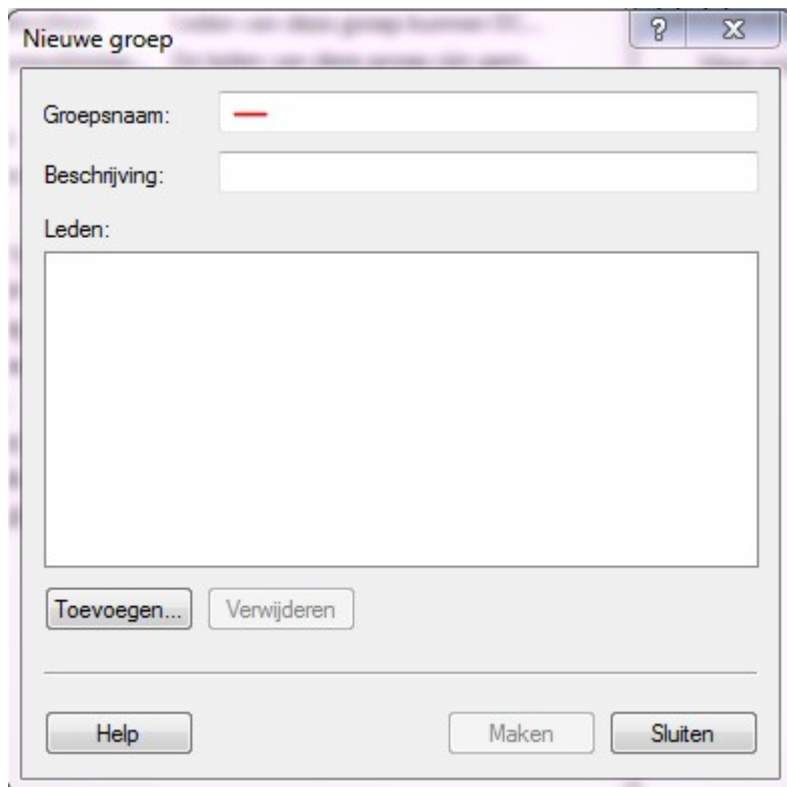 Nieuwe groep
Groepsnaam:
Beschrijving:
Leden:
Toevoegen...
Verwijderen
Help
Maken
Sluiten